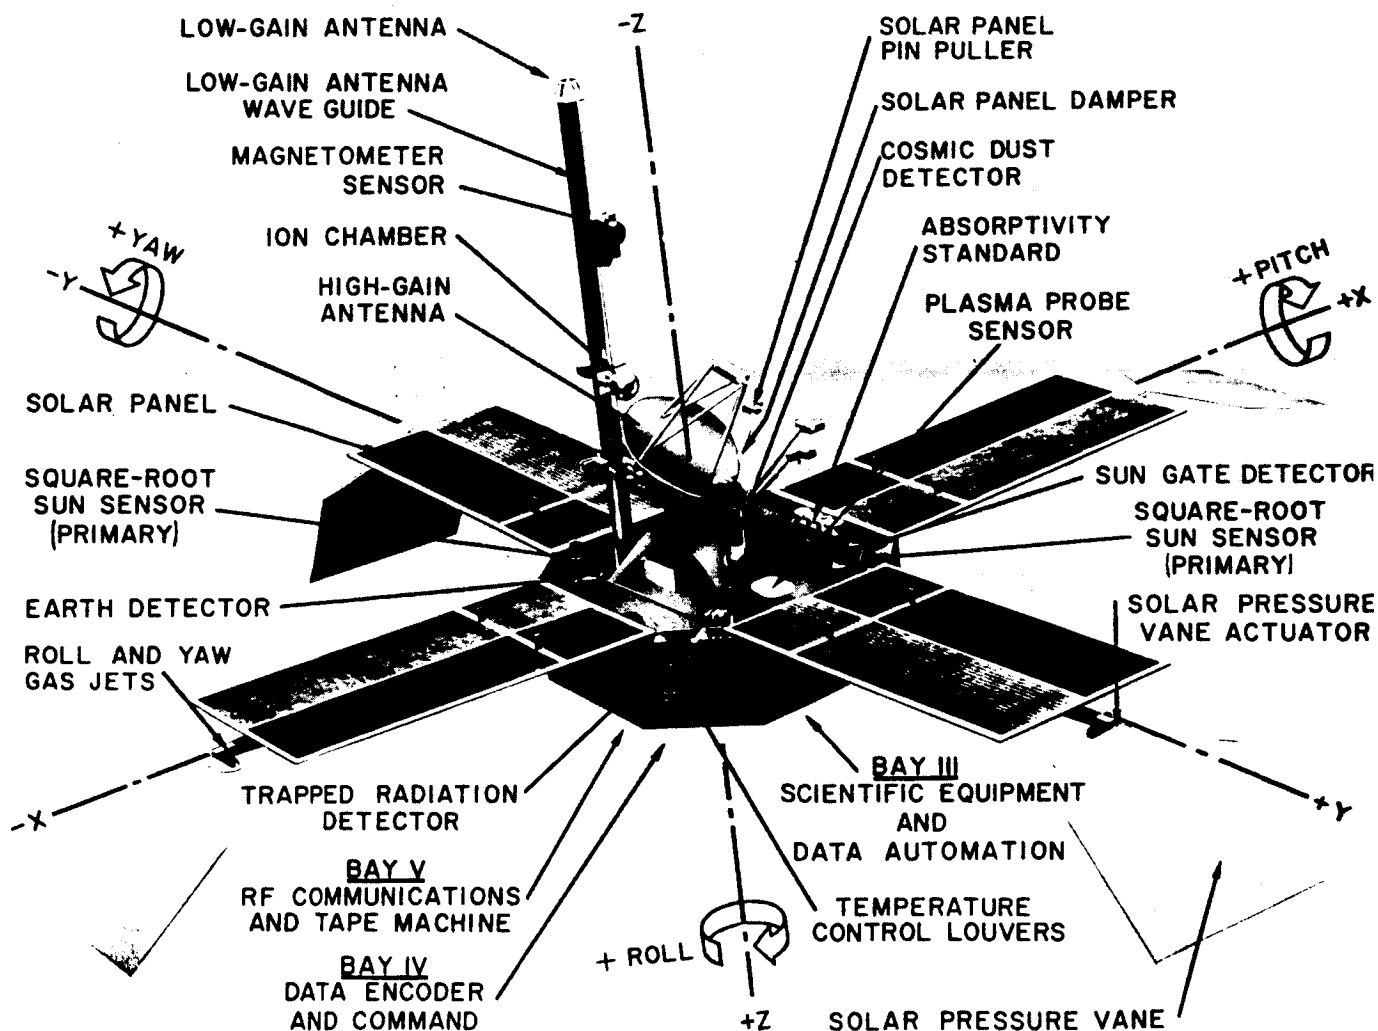 LOW-GAIN ANTENNA
LOW-GAIN ANTENNA
WAVE GUIDE
MAGNETOMETER
SENSOR
ION CHAMBER
HIGH-GAIN
ANTENNA
+YAW
-Y
SOLAR PANEL
SQUARE-ROOT
SUN SENSOR
(PRIMARY)
EARTH DETECTOR
ROLL AND YAW
GAS JETS
-X
-Z
SOLAR PANEL
PIN PULLER
SOLAR PANEL DAMPER
COSMIC DUST
DETECTOR
ABSORPTIVITY
STANDARD
PLASMA PROBE
SENSOR
+PITCH
+X
SUN GATE DETECTOR
SQUARE-ROOT
SUN SENSOR
(PRIMARY)
SOLAR PRESSURE
VANE ACTUATOR
+Y
TRAPPED RADIATION
DETECTOR
BAY V
RF COMMUNICATIONS
AND TAPE MACHINE
BAY IV
DATA ENCODER
AND COMMAND
+ ROLL
+Z
BAY III
SCIENTIFIC EQUIPMENT
AND
DATA AUTOMATION
TEMPERATURE
CONTROL LOUVERS
SOLAR PRESSURE VANE